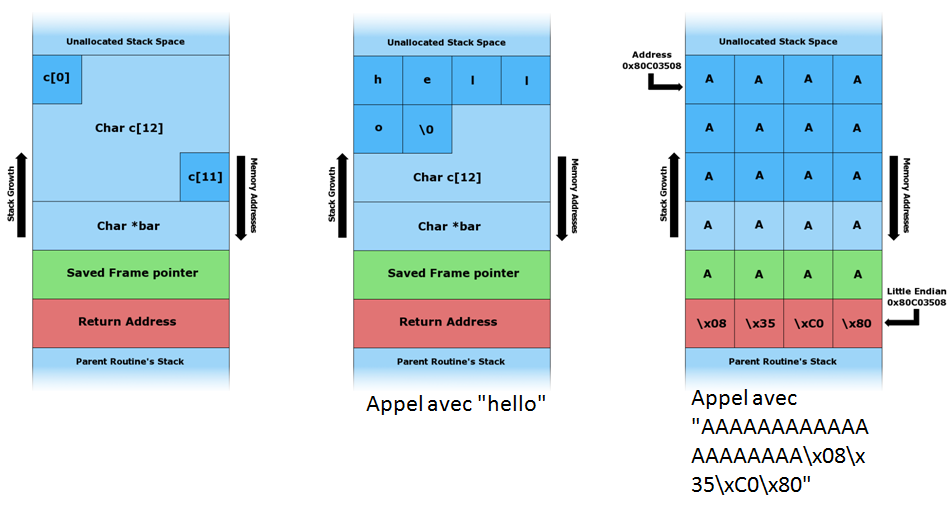 Unallocated Stack Space
c[0]
Char c[12]
c[11]
Stack Growth
Memory Addresses
Char *bar
Saved Frame pointer
Return Address
Parent Routine's Stack
Unallocated Stack Space
h e l l
o \0
Char c[12]
Stack Growth
Memory Addresses
Char *bar
Saved Frame pointer
Return Address
Parent Routine's Stack
Appel avec "hello"
Unallocated Stack Space
Address
0x80C03508
A A A A
A A A A
A A A A
Stack Growth
Memory Addresses
A A A A
A A A A
Little Endian
0x80C03508
\x08 \x35 \xC0 \x80
Parent Routine's Stack
Appel avec
"AAAAAAAAAAAA
AAAAAAAA\x08\x
35\xC0\x80"